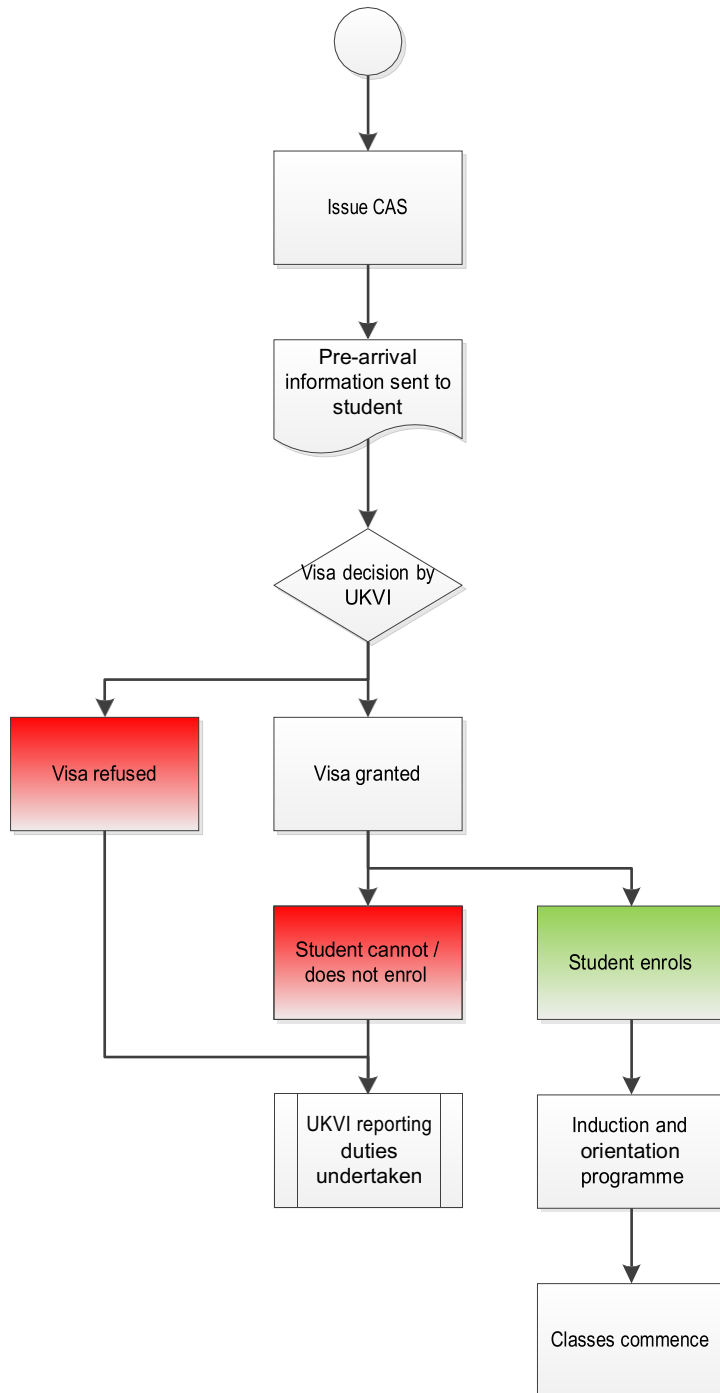 Issue CAS
Pre-arrival
information sent to
student
Visa decision by
UKVI
Visa refused
Visa granted
Student cannot /
does not enrol
Student enrols
UKVI reporting
duties
undertaken
Induction and
orientation
programme
Classes commence